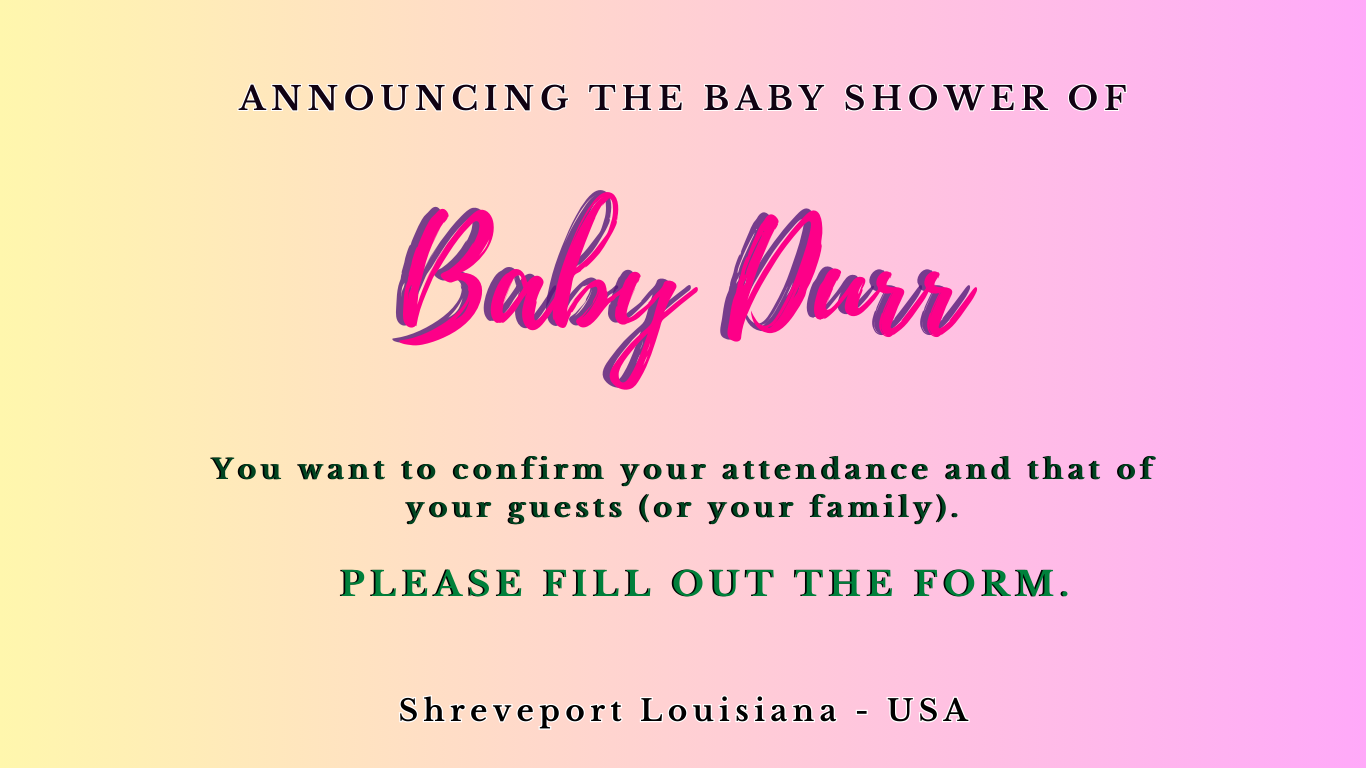 ANNOUNCING THE BABY SHOWER OF
Baby Durr
You want to confirm your attendance and that of
your guests (or your family).
PLEASE FILL OUT THE FORM.
Shreveport Louisiana - USA